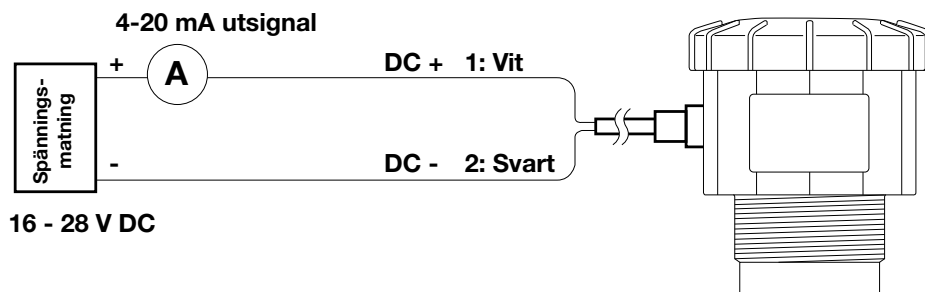 4-20 mA utsignal
+
A
DC + 1: Vit
Spännings-
matning
-
DC - 2: Svart
16 - 28 V DC